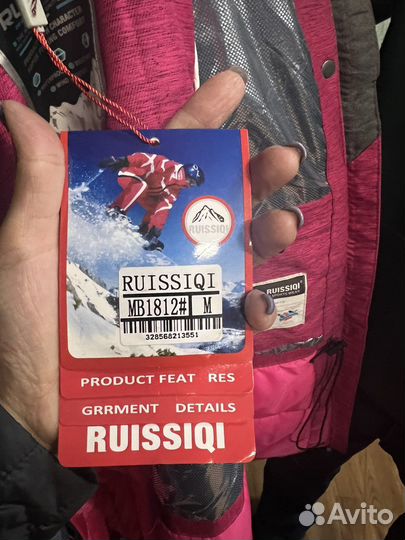 RUISSIQI
RUISSIQI
MB1812# M
328568213551
PRODUCT FEAT RES
GRRMENT DETAILS
RUISSIQI
RUISSIQI
Avito